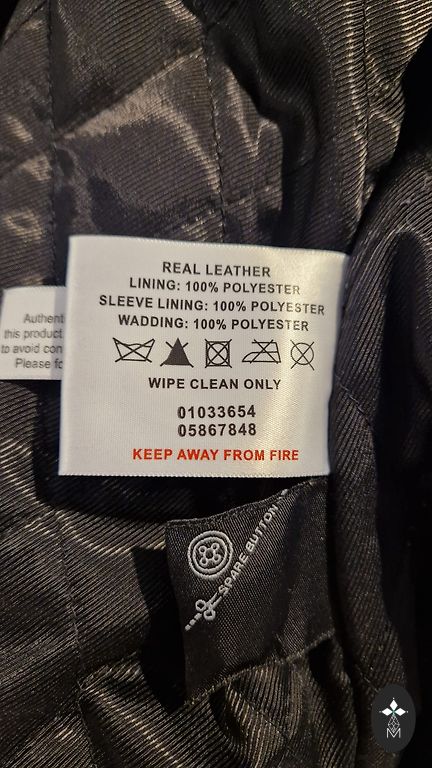 REAL LEATHER
LINING: 100% POLYESTER
SLEEVE LINING: 100% POLYESTER
WADDING: 100% POLYESTER
WIPE CLEAN ONLY
01033654
05867848
KEEP AWAY FROM FIRE
Authent
this product
to avoid con
Please fo
SPARE BUTTON
M